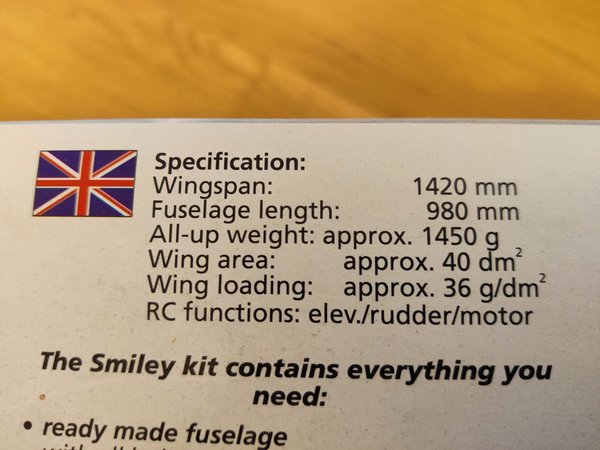 Specification:
Wingspan: 1420 mm
Fuselage length: 980 mm
All-up weight: approx. 1450 g
Wing area: approx. 40 dm²
Wing loading: approx. 36 g/dm²
RC functions: elev./rudder/motor
The Smiley kit contains everything you
need:
• ready made fuselage